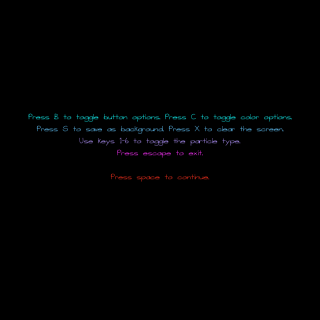 Press B to toggle button options. Press C to toggle color options.
Press S to save as background. Press X to clear the screen.
Use Keys 1-6 to toggle the particle type.
Press escape to exit.
Press space to continue.